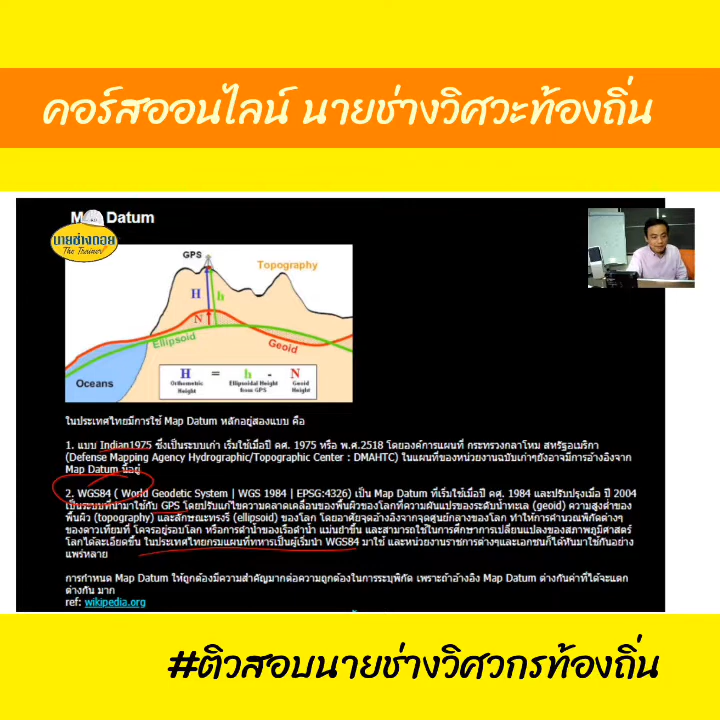 คอร์สออนไลน์ นายช่างวิศวะท้องถิ่น
Map Datum
นายช่างถอย
The Trainer
GPS
Topography
H
h
N
Ellipsoid
Geoid
Oceans
H = h - N
Orthometric Height
Ellipsoidal Height from GPS
Geoid Height
ในประเทศไทยมีการใช้ Map Datum หลักอยู่สองแบบ คือ
1. แบบ Indian1975 ซึ่งเป็นระบบเก่า เริ่มใช้เมื่อปี คศ. 1975 หรือ พ.ศ.2518 โดยองค์การแผนที่ กระทรวงกลาโหม สหรัฐอเมริกา
(Defense Mapping Agency Hydrographic/Topographic Center : DMAHTC) ในแผนที่ของหน่วยงานฉบับเก่าๆยังอาจมีการอ้างอิงจาก
Map Datum นี้อยู่
2. WGS84 ( World Geodetic System | WGS 1984 | EPSG:4326) เป็น Map Datum ที่เริ่มใช้เมื่อปี คศ. 1984 และปรับปรุงเมื่อ ปี 2004
เป็นระบบที่นำมาใช้กับ GPS โดยปรับแก้ไขความคลาดเคลื่อนของพื้นผิวของโลกที่ความผันแปรของระดับน้ำทะเล (geoid) ความสูงต่ำของ
พื้นผิว (topography) และลักษณะทรงรี (ellipsoid) ของโลก โดยอาศัยจุดอ้างอิงจากจุดศูนย์กลางของโลก ทำให้การคำนวณพิกัดต่างๆ
ของดาวเทียมที่ โคจรอยู่รอบโลก หรือการดำน้ำของเรือดำน้ำ แม่นยำขึ้น และสามารถใช้ในการศึกษาการเปลี่ยนแปลงของสภาพภูมิศาสตร์
โลกได้ละเอียดขึ้น ในประเทศไทยกรมแผนที่ทหารเป็นผู้เริ่มนำ WGS84 มาใช้ และหน่วยงานราชการต่างๆและเอกชนก็ได้หันมาใช้กันอย่าง
แพร่หลาย
การกำหนด Map Datum ให้ถูกต้องมีความสำคัญมากต่อความถูกต้องในการระบุพิกัด เพราะถ้าอ้างอิง Map Datum ต่างกันค่าที่ได้จะแตก
ต่างกัน มาก
ref: wikipedia.org
#ติวสอบนายช่างวิศวกรท้องถิ่น